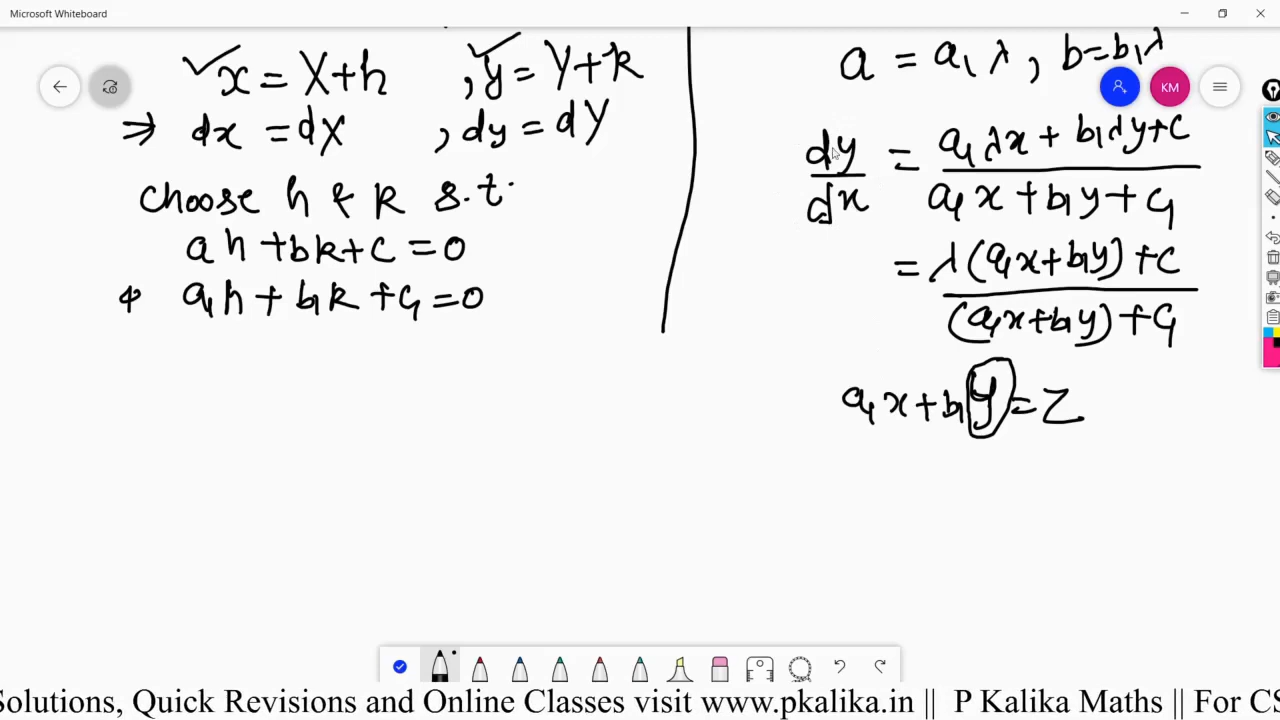 Microsoft Whiteboard
x = X+h , y = Y+k
⇒ dx = dX , dy = dY
Choose h & k s.t.
ah + bk + c = 0
& a₁h + b₁k + c₁ = 0
a = a₁λ , b = b₁λ
KM
dy/dx = (a₁λx + b₁λy + c)/(a₁x + b₁y + c₁)
= (λ(a₁x + b₁y) + c)/((a₁x + b₁y) + c₁)
a₁x + b₁y = Z
Solutions, Quick Revisions and Online Classes visit www.pkalika.in || P Kalika Maths || For CS